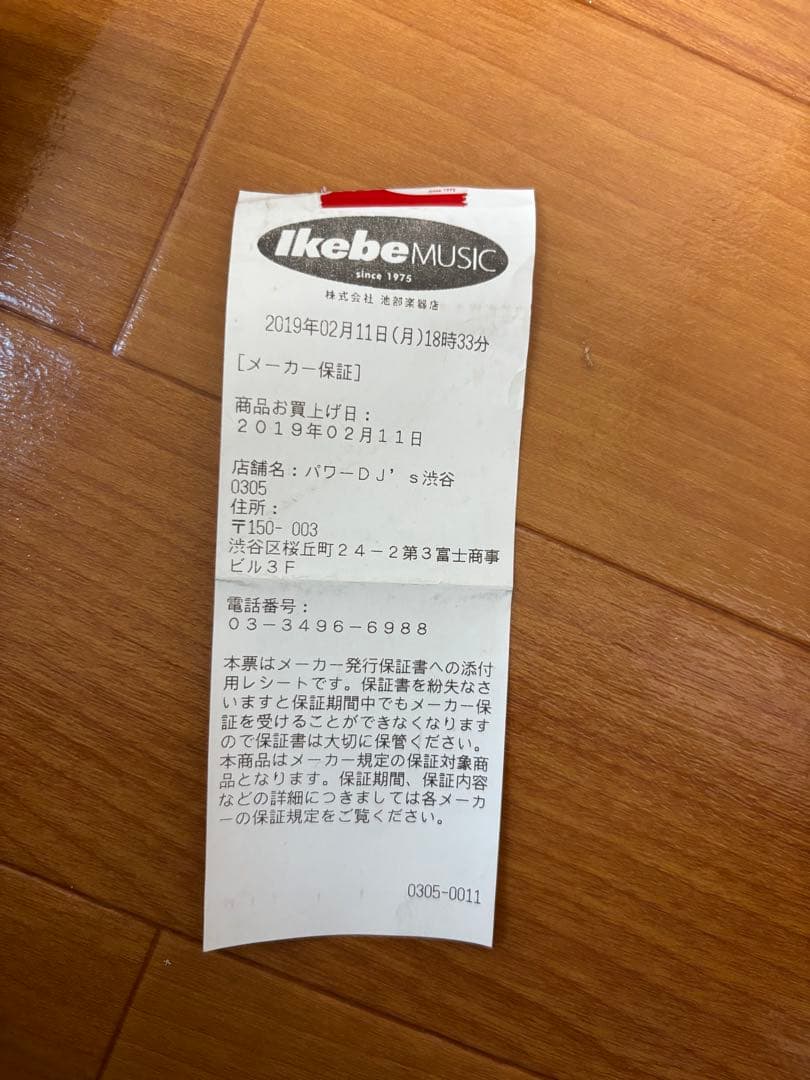 Ikebe MUSIC
since 1975
株式会社 池部楽器店
2019年02月11日(月)18時33分
[メーカー保証]
商品お買上げ日：
２０１９年０２月１１日
店舗名：パワーＤＪ’ｓ渋谷
0305
住所：
〒150- 003
渋谷区桜丘町２４－２第３富士商事
ビル３Ｆ
電話番号：
０３－３４９６－６９８８
本票はメーカー発行保証書への添付
用レシートです。保証書を紛失なさ
いますと保証期間中でもメーカー保
証を受けることができなくなります
ので保証書は大切に保管ください。
本商品はメーカー規定の保証対象商
品となります。保証期間、保証内容
などの詳細につきましては各メーカ
ーの保証規定をご覧ください。
0305-0011